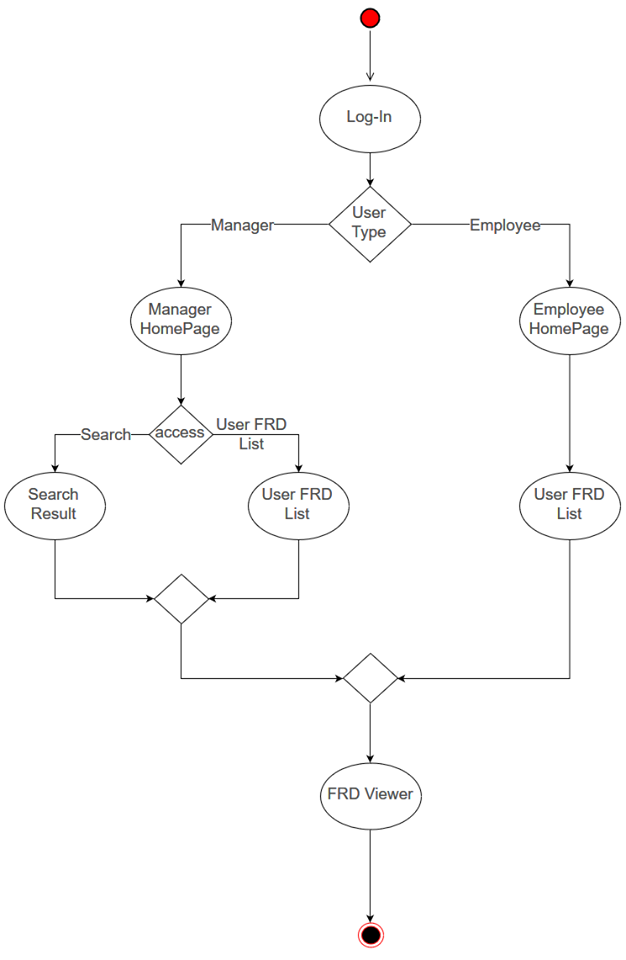 Log-In
User
Type
Manager
Employee
Manager
HomePage
Employee
HomePage
Search
access
User FRD
List
Search
Result
User FRD
List
User FRD
List
FRD Viewer